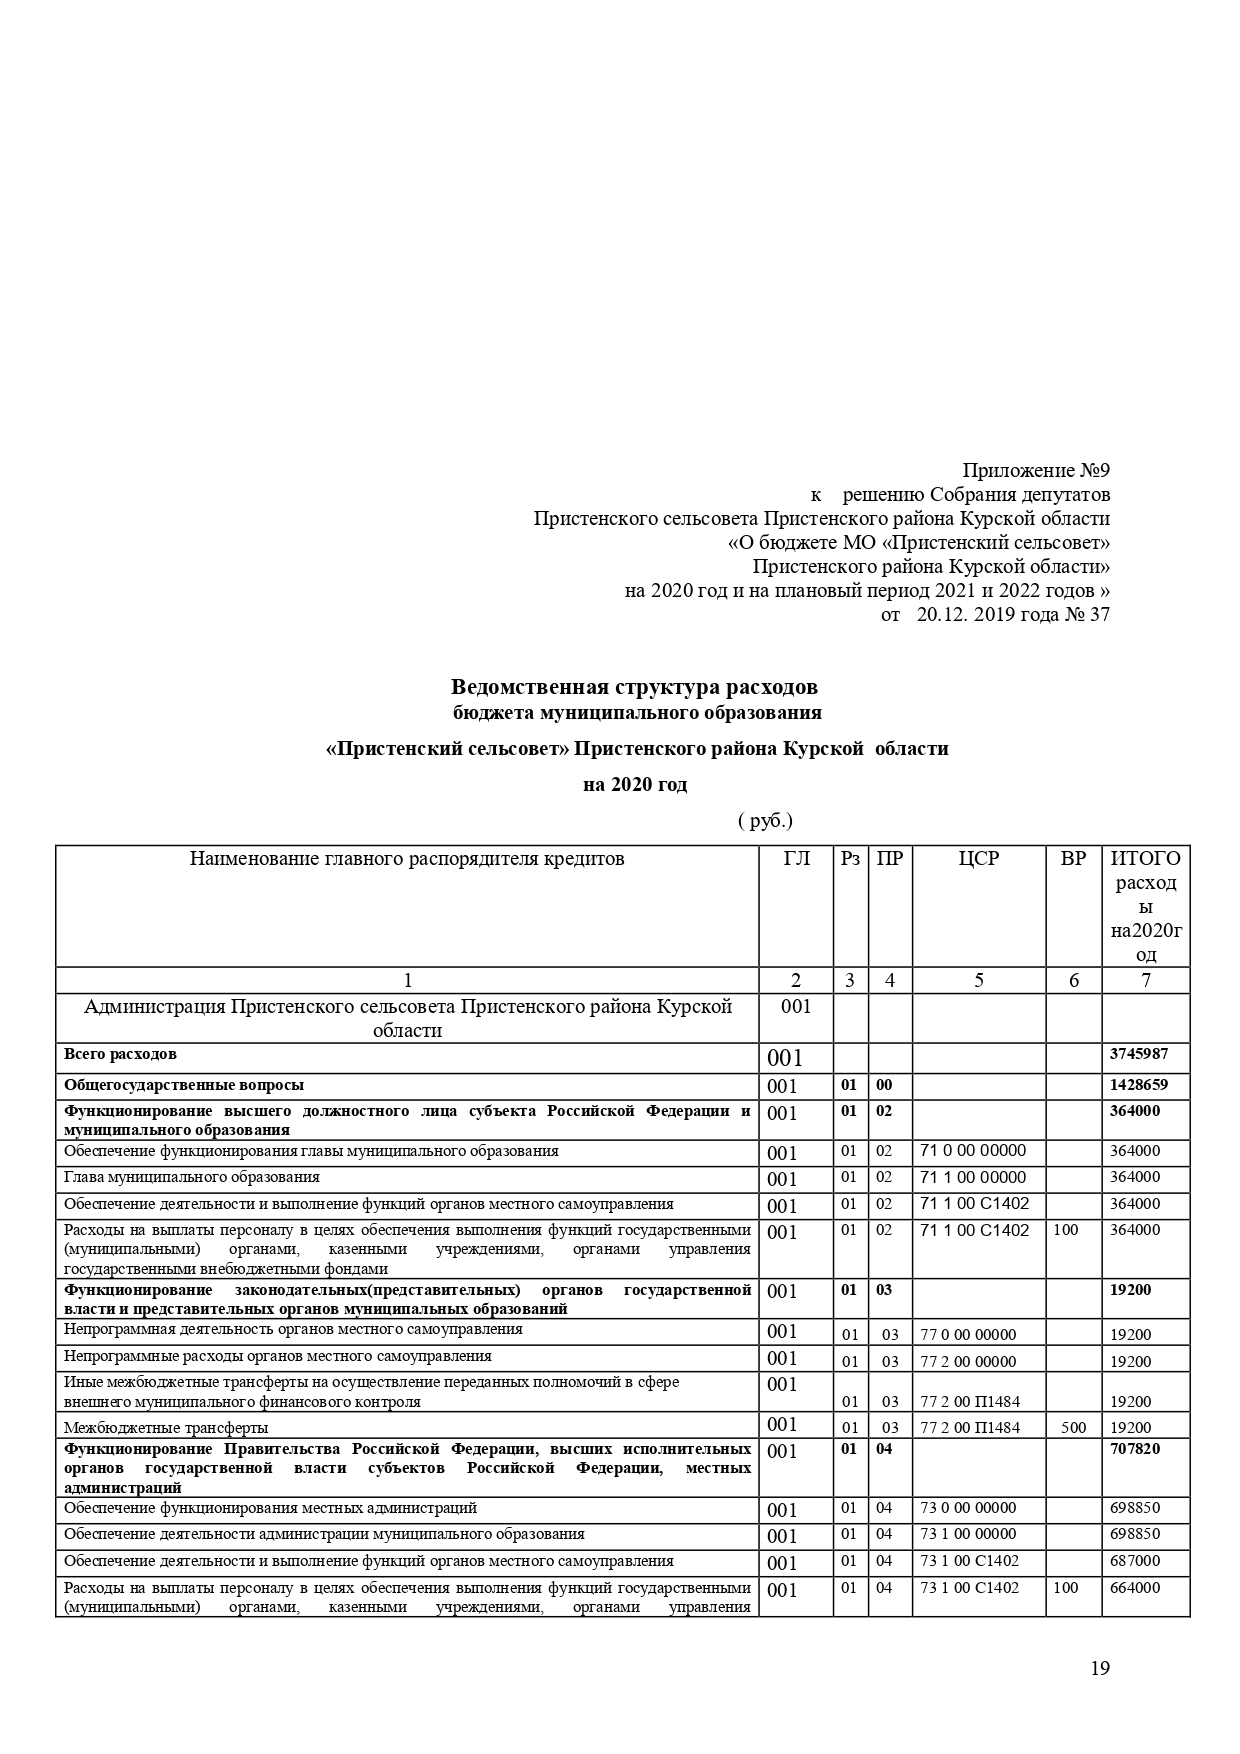 Приложение №9
к решению Собрания депутатов
Пристенского сельсовета Пристенского района Курской области
«О бюджете МО «Пристенский сельсовет»
Пристенского района Курской области»
на 2020 год и на плановый период 2021 и 2022 годов »
от 20.12. 2019 года № 37
Ведомственная структура расходов
бюджета муниципального образования
«Пристенский сельсовет» Пристенского района Курской области
на 2020 год
( руб.)
Наименование главного распорядителя кредитов ГЛ Рз ПР ЦСР ВР ИТОГО
расход
ы
на2020г
од
1 2 3 4 5 6 7
Администрация Пристенского сельсовета Пристенского района Курской 001
области
Всего расходов 001 3745987
Общегосударственные вопросы 001 01 00 1428659
Функционирование высшего должностного лица субъекта Российской Федерации и 001 01 02 364000
муниципального образования
Обеспечение функционирования главы муниципального образования 001 01 02 71 0 00 00000 364000
Глава муниципального образования 001 01 02 71 1 00 00000 364000
Обеспечение деятельности и выполнение функций органов местного самоуправления 001 01 02 71 1 00 С1402 364000
Расходы на выплаты персоналу в целях обеспечения выполнения функций государственными 001 01 02 71 1 00 С1402 100 364000
(муниципальными) органами, казенными учреждениями, органами управления
государственными внебюджетными фондами
Функционирование законодательных(представительных) органов государственной 001 01 03 19200
власти и представительных органов муниципальных образований
Непрограммная деятельность органов местного самоуправления 001 01 03 77 0 00 00000 19200
Непрограммные расходы органов местного самоуправления 001 01 03 77 2 00 00000 19200
Иные межбюджетные трансферты на осуществление переданных полномочий в сфере 001
внешнего муниципального финансового контроля 01 03 77 2 00 П1484 19200
Межбюджетные трансферты 001 01 03 77 2 00 П1484 500 19200
Функционирование Правительства Российской Федерации, высших исполнительных 001 01 04 707820
органов государственной власти субъектов Российской Федерации, местных
администраций
Обеспечение функционирования местных администраций 001 01 04 73 0 00 00000 698850
Обеспечение деятельности администрации муниципального образования 001 01 04 73 1 00 00000 698850
Обеспечение деятельности и выполнение функций органов местного самоуправления 001 01 04 73 1 00 С1402 687000
Расходы на выплаты персоналу в целях обеспечения выполнения функций государственными 001 01 04 73 1 00 С1402 100 664000
(муниципальными) органами, казенными учреждениями, органами управления
19